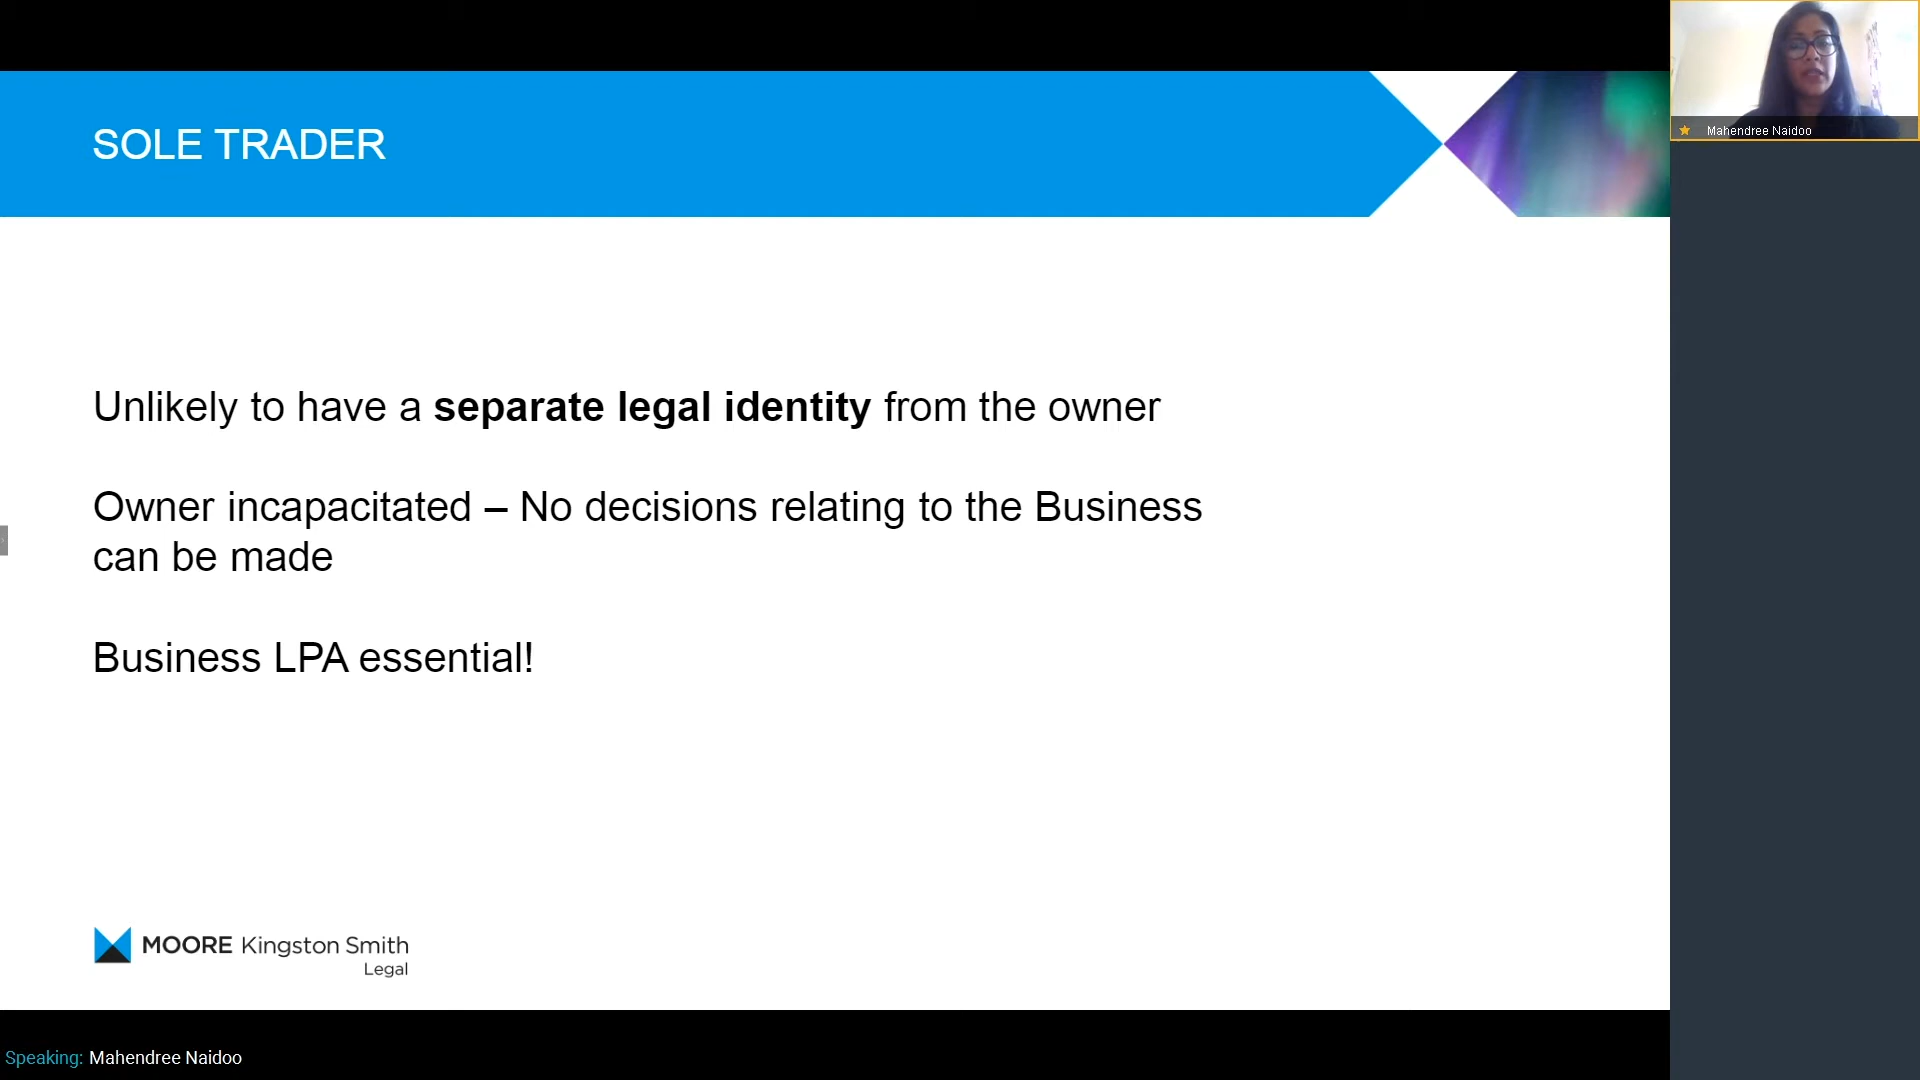 SOLE TRADER
Mahendree Naidoo
Unlikely to have a separate legal identity from the owner
Owner incapacitated – No decisions relating to the Business
can be made
Business LPA essential!
MOORE Kingston Smith
Legal
Speaking: Mahendree Naidoo